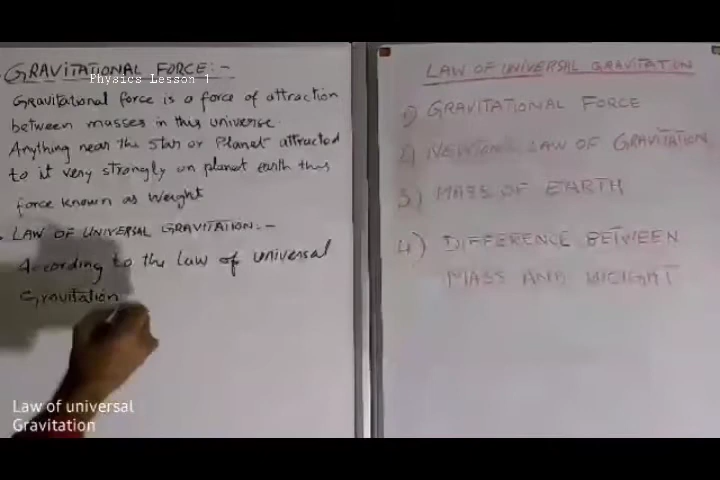 GRAVITATIONAL FORCE:-
Physics Lesson 1
Gravitational force is a force of attraction
between masses in this universe.
Anything near the star or Planet attracted
to it very strongly on planet earth this
force known as weight
LAW OF UNIVERSAL GRAVITATION:-
According to the law of universal
Gravitation
Law of universal
Gravitation
LAW OF UNIVERSAL GRAVITATION
1) GRAVITATIONAL FORCE
2) NEWTONS LAW OF GRAVITATION
3) MASS OF EARTH
4) DIFFERENCE BETWEEN
MASS AND WEIGHT